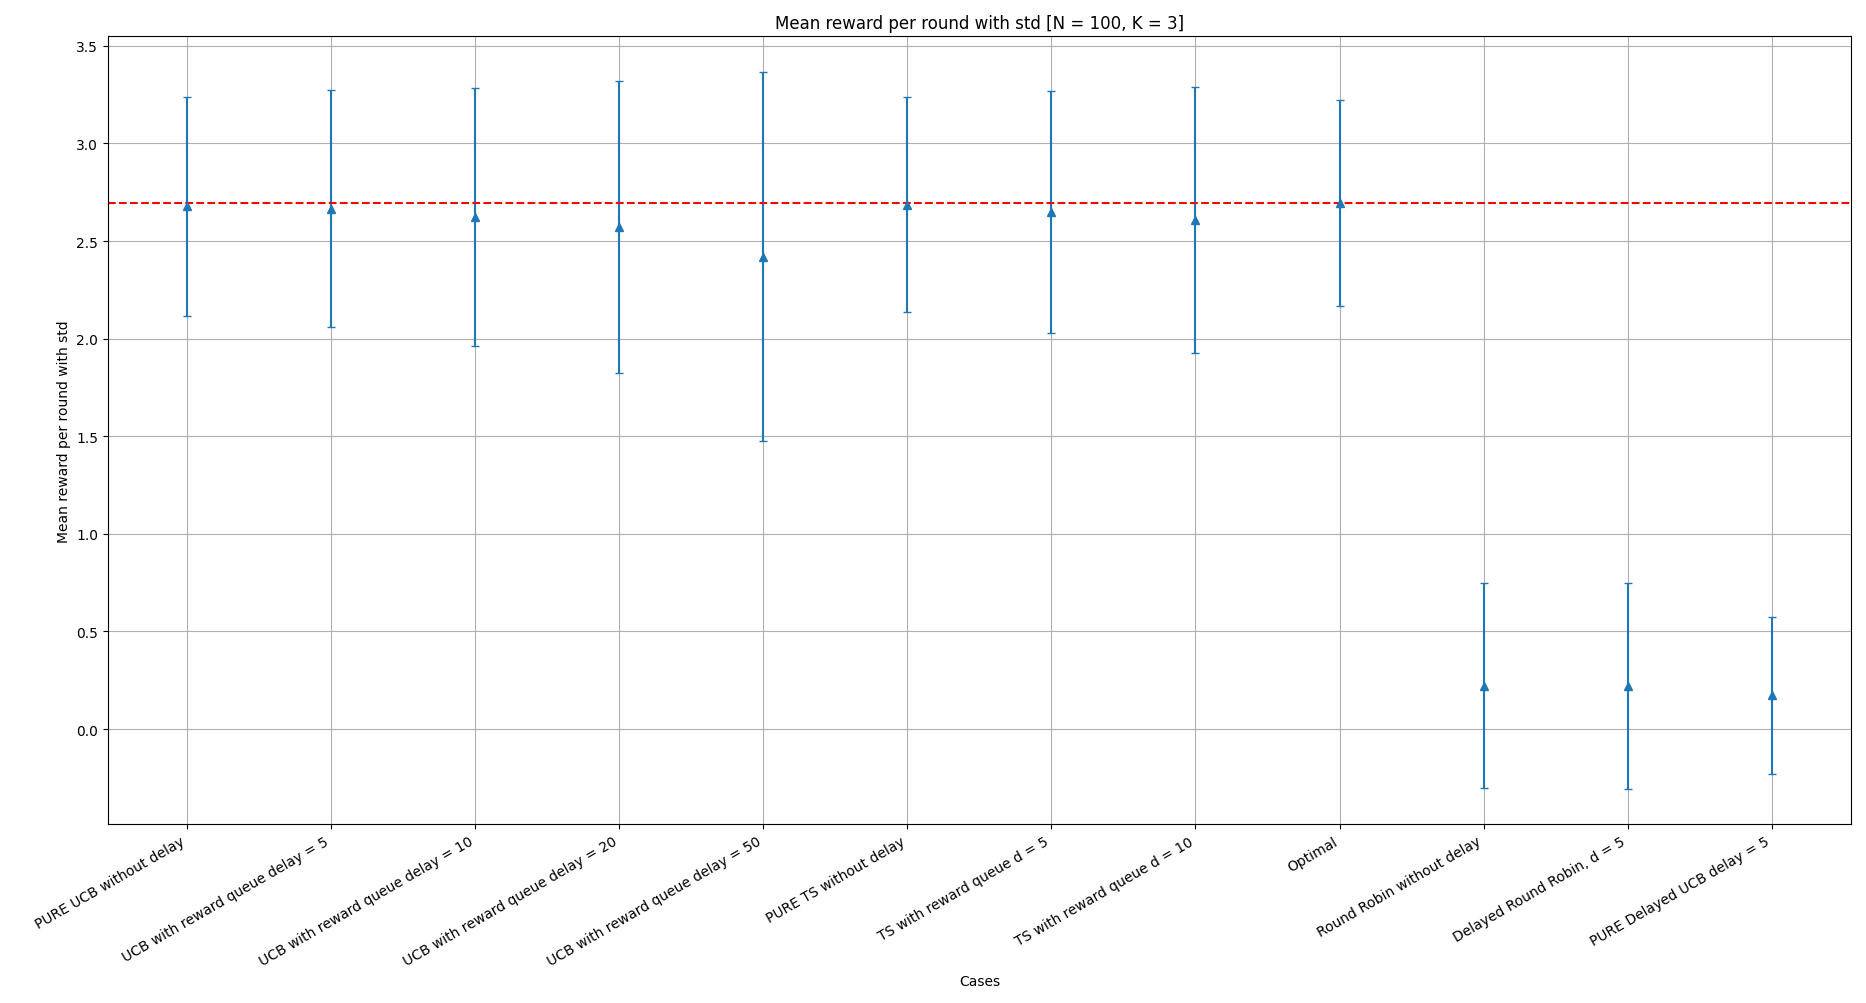 Mean reward per round with std [N = 100, K = 3]
Mean reward per round with std
3.5
3.0
2.5
2.0
1.5
1.0
0.5
0.0
PURE UCB without delay
UCB with reward queue delay = 5
UCB with reward queue delay = 10
UCB with reward queue delay = 20
UCB with reward queue delay = 50
PURE TS without delay
TS with reward queue d = 5
TS with reward queue d = 10
Optimal
Round Robin without delay
Delayed Round Robin, d = 5
PURE Delayed UCB delay = 5
Cases